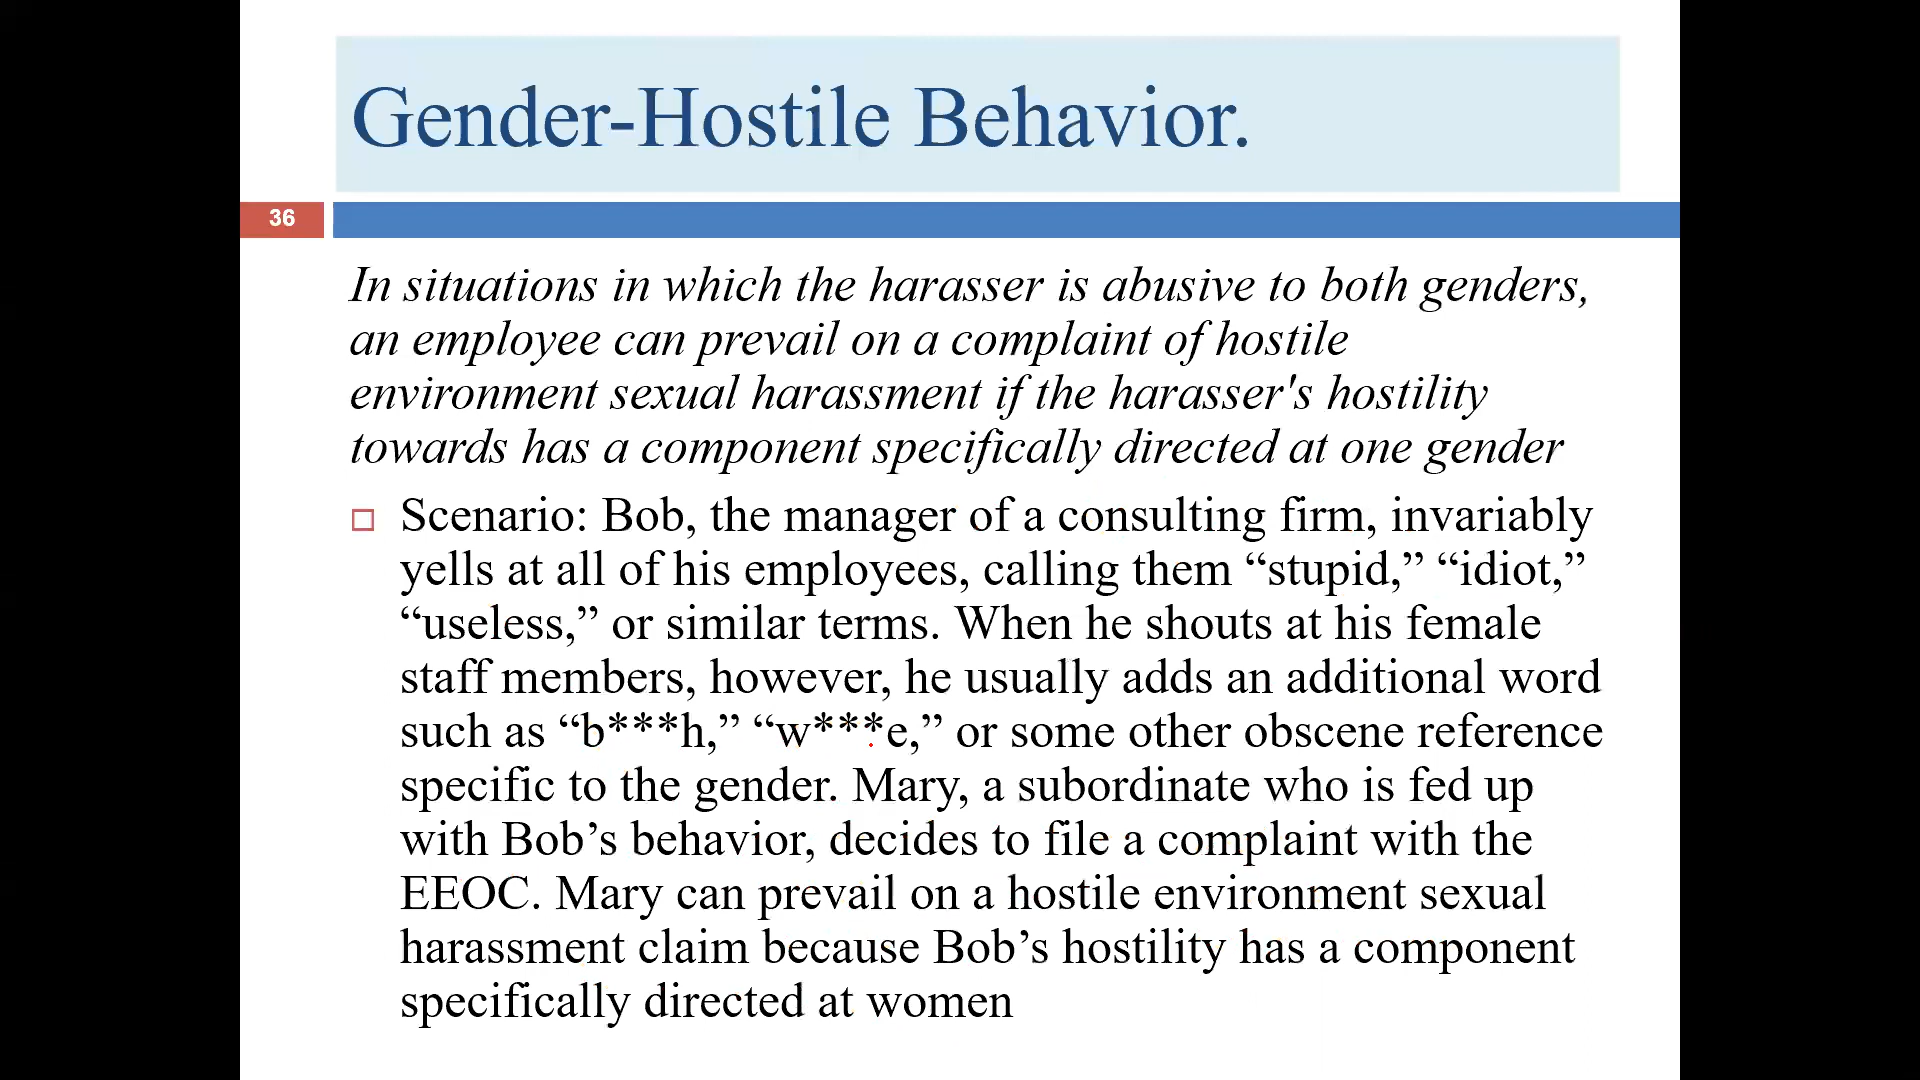 Gender-Hostile Behavior.
36
In situations in which the harasser is abusive to both genders,
an employee can prevail on a complaint of hostile
environment sexual harassment if the harasser's hostility
towards has a component specifically directed at one gender
Scenario: Bob, the manager of a consulting firm, invariably
yells at all of his employees, calling them “stupid,” “idiot,”
“useless,” or similar terms. When he shouts at his female
staff members, however, he usually adds an additional word
such as “b***h,” “w***e,” or some other obscene reference
specific to the gender. Mary, a subordinate who is fed up
with Bob’s behavior, decides to file a complaint with the
EEOC. Mary can prevail on a hostile environment sexual
harassment claim because Bob’s hostility has a component
specifically directed at women